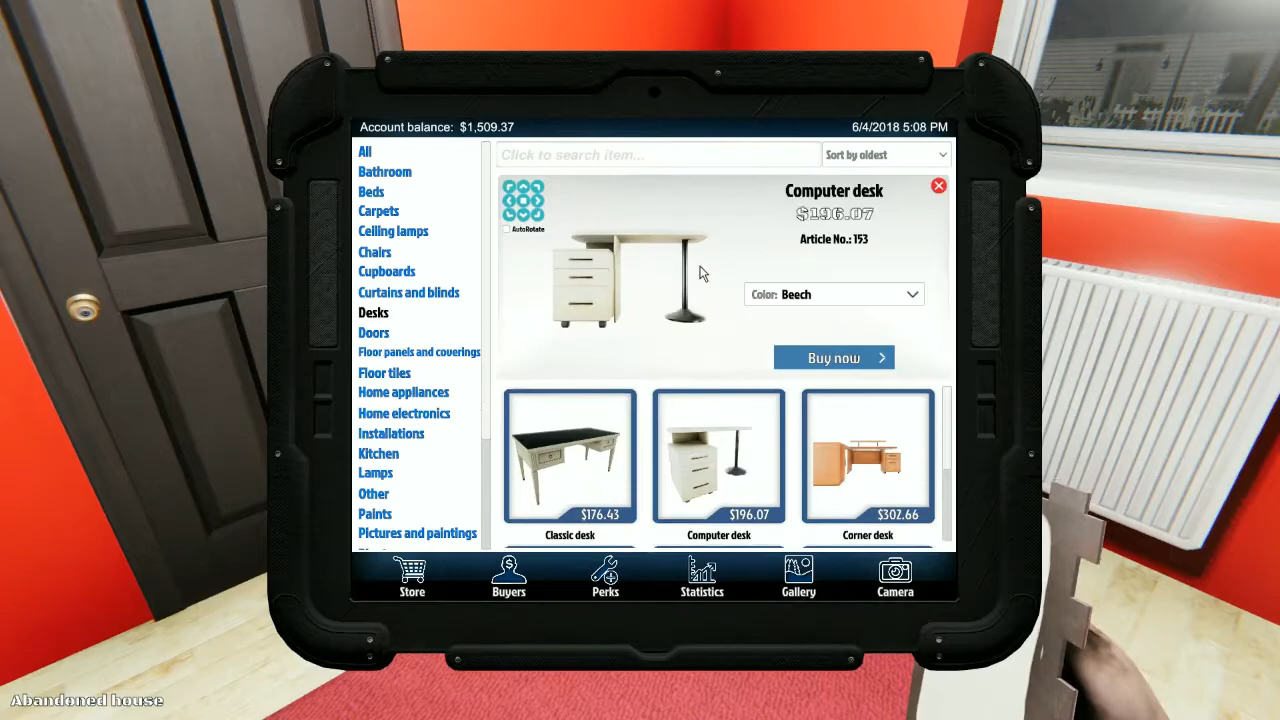 Account balance: $1,509.37
6/4/2018 5:08 PM
All
Bathroom
Beds
Carpets
Ceiling lamps
Chairs
Cupboards
Curtains and blinds
Desks
Doors
Floor panels and coverings
Floor tiles
Home appliances
Home electronics
Installations
Kitchen
Lamps
Other
Paints
Pictures and paintings
Click to search item...
Sort by oldest
AutoRotate
Computer desk
$196.07
Article No.: 153
Color: Beech
Buy now
$176.43
$196.07
$302.66
Classic desk
Computer desk
Corner desk
Store
Buyers
Perks
Statistics
Gallery
Camera
Abandoned house